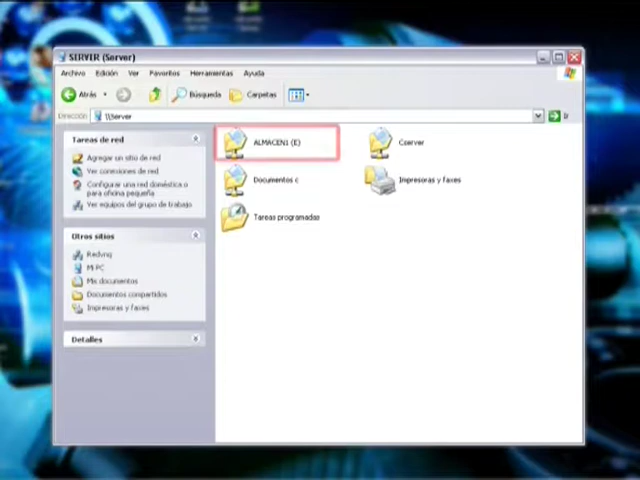 SERVER (Server)
Archivo Edición Ver Favoritos Herramientas Ayuda
Atrás Búsqueda Carpetas
Dirección \\Server Ir
Tareas de red
Agregar un sitio de red
Ver conexiones de red
Configurar una red doméstica o
para oficina pequeña
Ver equipos del grupo de trabajo
Otros sitios
Mi PC
Mis documentos
Documentos compartidos
Impresoras y faxes
Detalles
ALMACEN1 (E)
Cserver
Documentos c
Impresoras y faxes
Tareas programadas